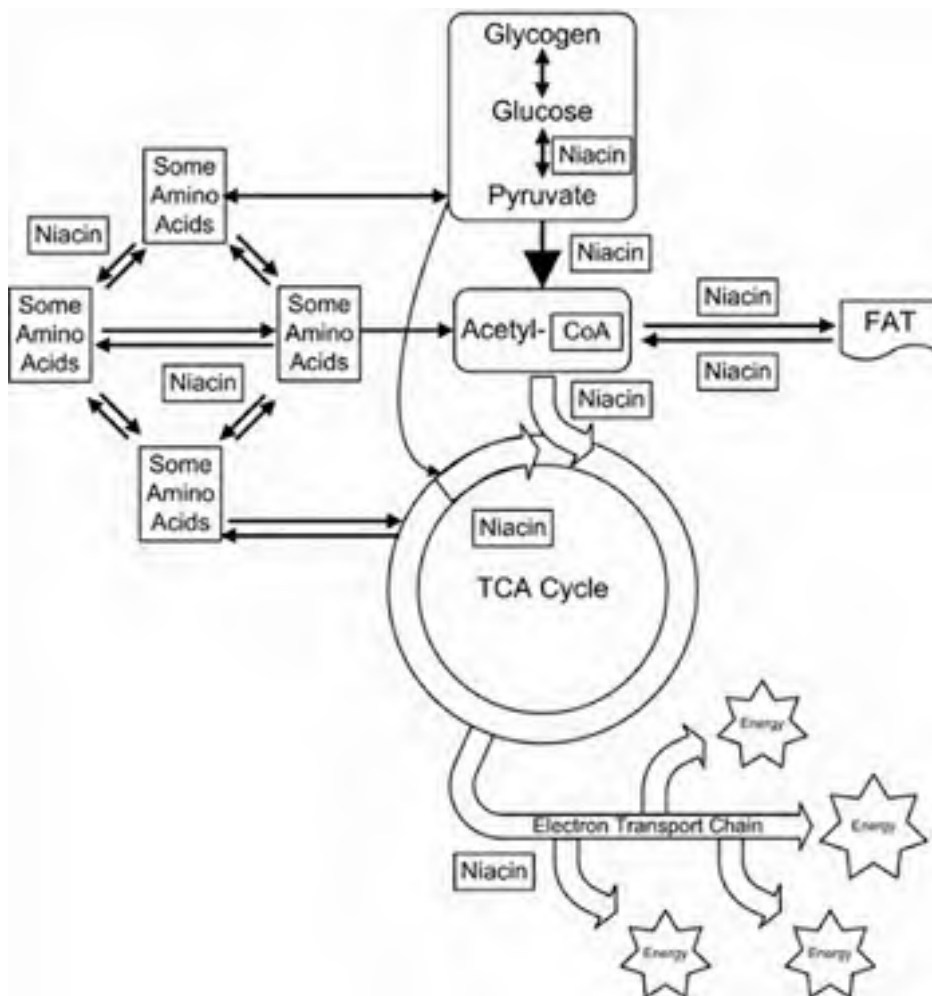 Glycogen
Glucose
Niacin
Pyruvate
Some
Amino
Acids
Niacin
Niacin
Some
Amino
Acids
Some
Amino
Acids
Acetyl- CoA
Niacin
FAT
Niacin
Niacin
Niacin
Some
Amino
Acids
Niacin
TCA Cycle
Energy
Electron Transport Chain
Energy
Niacin
Energy
Energy